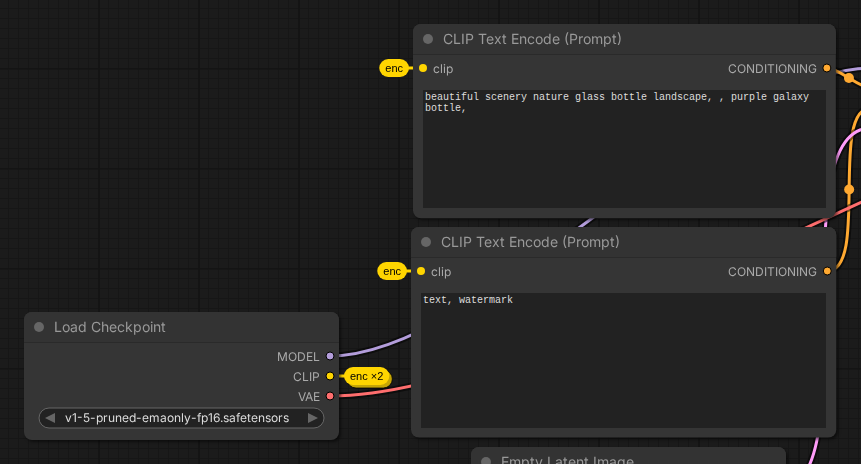 CLIP Text Encode (Prompt)
enc
clip
CONDITIONING
beautiful scenery nature glass bottle landscape, , purple galaxy
bottle,
CLIP Text Encode (Prompt)
enc
clip
CONDITIONING
text, watermark
Load Checkpoint
MODEL
CLIP
enc ×2
VAE
v1-5-pruned-emaonly-fp16.safetensors
Empty Latent Image